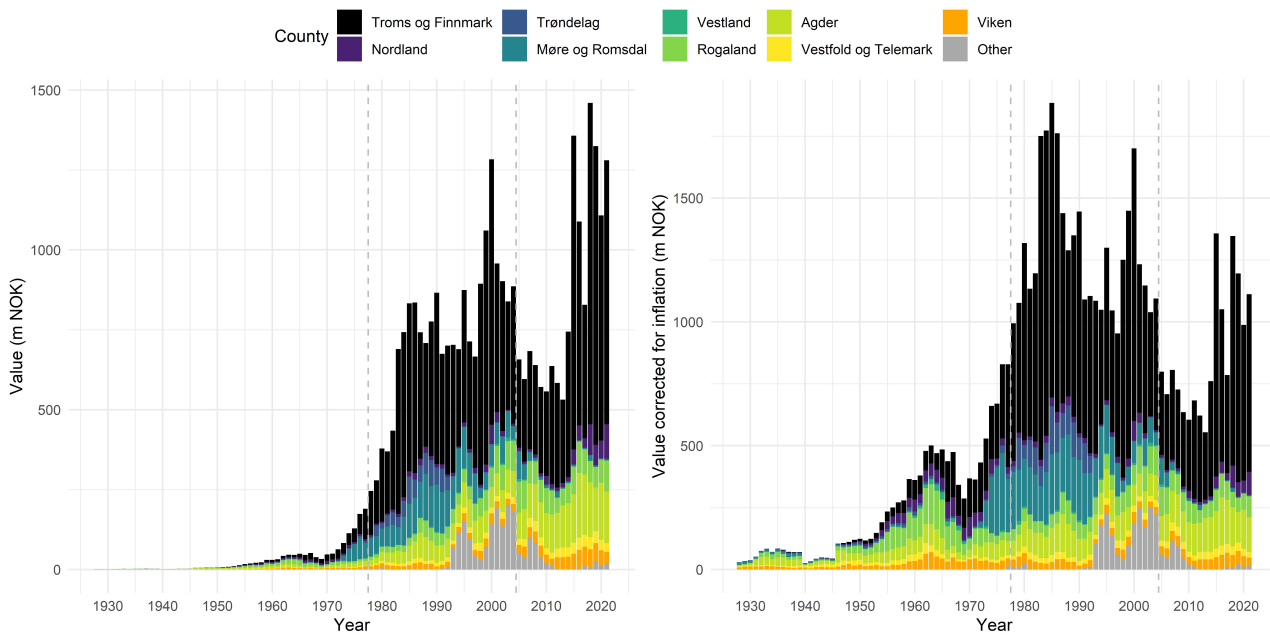 County
Troms og Finnmark Trøndelag Vestland Agder Viken
Nordland Møre og Romsdal Rogaland Vestfold og Telemark Other
Value (m NOK)
1500
1000
500
0
1930 1940 1950 1960 1970 1980 1990 2000 2010 2020
Year
Value corrected for inflation (m NOK)
1500
1000
500
0
1930 1940 1950 1960 1970 1980 1990 2000 2010 2020
Year